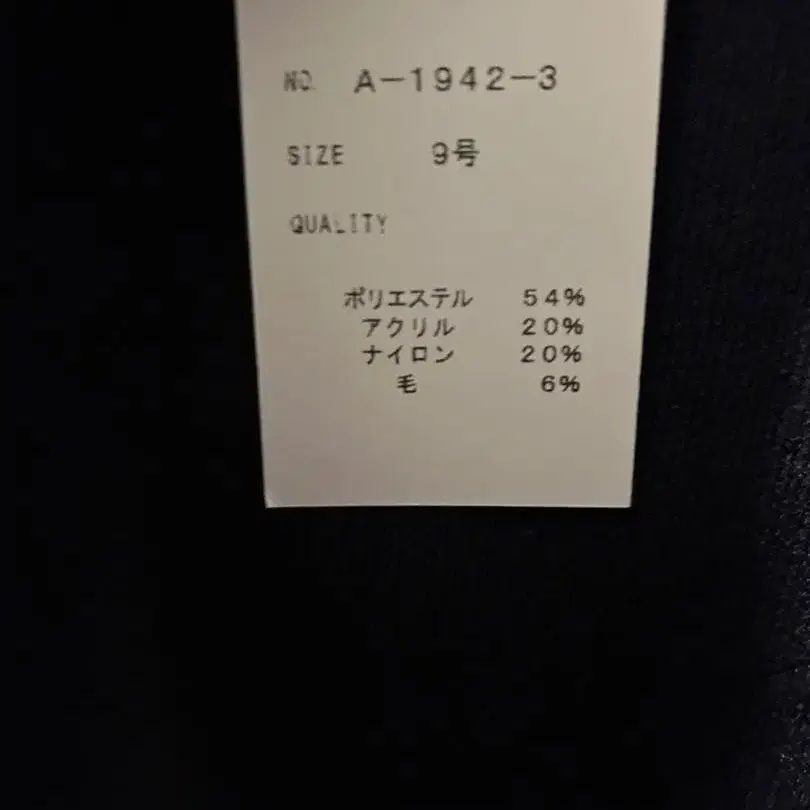 NO. A-1942-3
SIZE 9号
QUALITY
ポリエステル 54%
アクリル 20%
ナイロン 20%
毛 6%